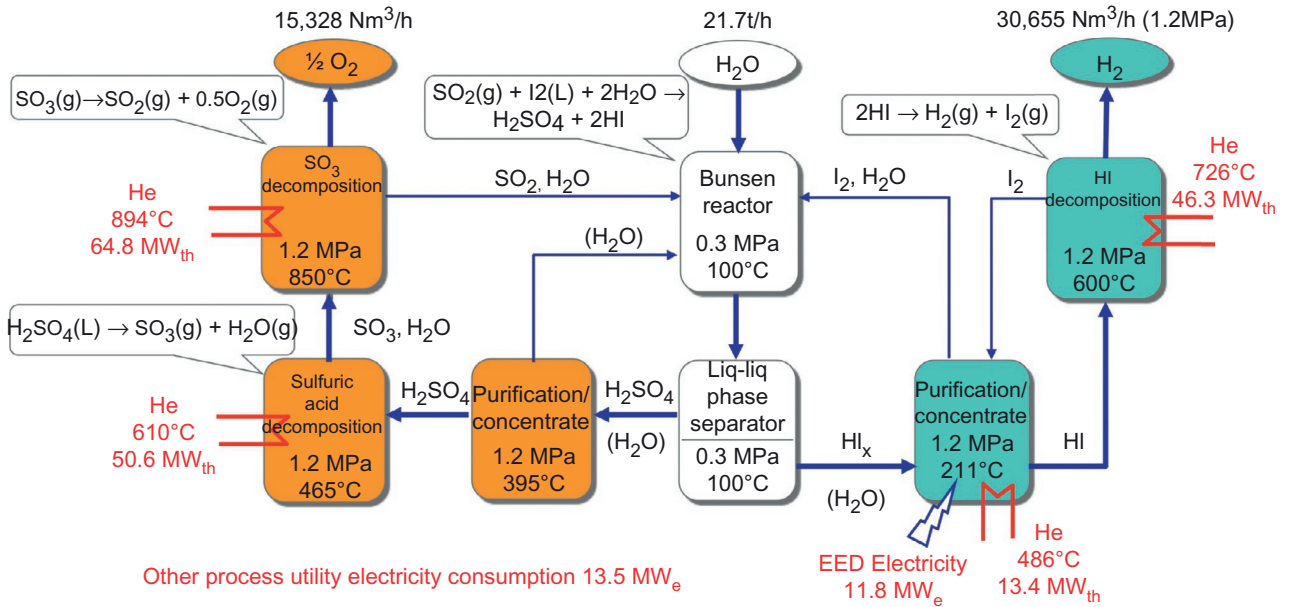 15,328 Nm³/h
21.7t/h
30,655 Nm³/h (1.2MPa)
½ O₂
H₂O
H₂
SO₃(g)→SO₂(g) + 0.5O₂(g)
SO₂(g) + I2(L) + 2H₂O →
H₂SO₄ + 2HI
2HI → H₂(g) + I₂(g)
He
894°C
64.8 MWₜₕ
SO₃
decomposition
1.2 MPa
850°C
SO₂, H₂O
(H₂O)
Bunsen
reactor
0.3 MPa
100°C
I₂, H₂O
I₂
HI
decomposition
1.2 MPa
600°C
He
726°C
46.3 MWₜₕ
H₂SO₄(L) → SO₃(g) + H₂O(g)
SO₃, H₂O
He
610°C
50.6 MWₜₕ
Sulfuric
acid
decomposition
1.2 MPa
465°C
H₂SO₄
Purification/
concentrate
1.2 MPa
395°C
H₂SO₄
(H₂O)
Liq-liq
phase
separator
0.3 MPa
100°C
HIₓ
(H₂O)
Purification/
concentrate
1.2 MPa
211°C
HI
EED Electricity
11.8 MWₑ
He
486°C
13.4 MWₜₕ
Other process utility electricity consumption 13.5 MWₑ